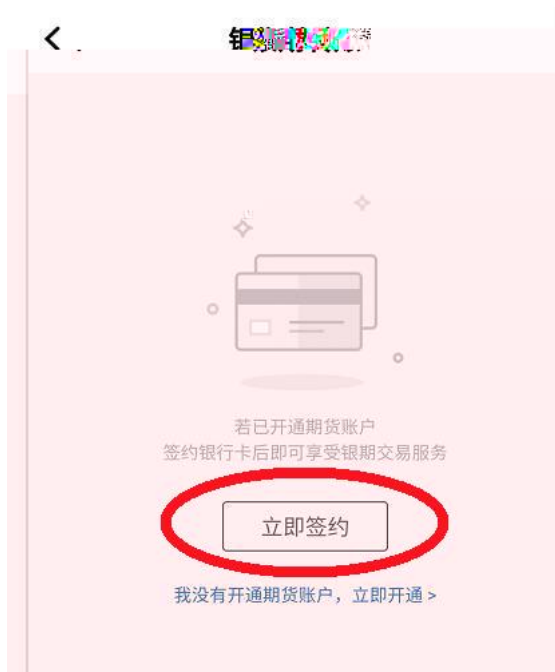 若已开通期货账户
签约银行卡后即可享受银期交易服务
立即签约
我没有开通期货账户，立即开通 >